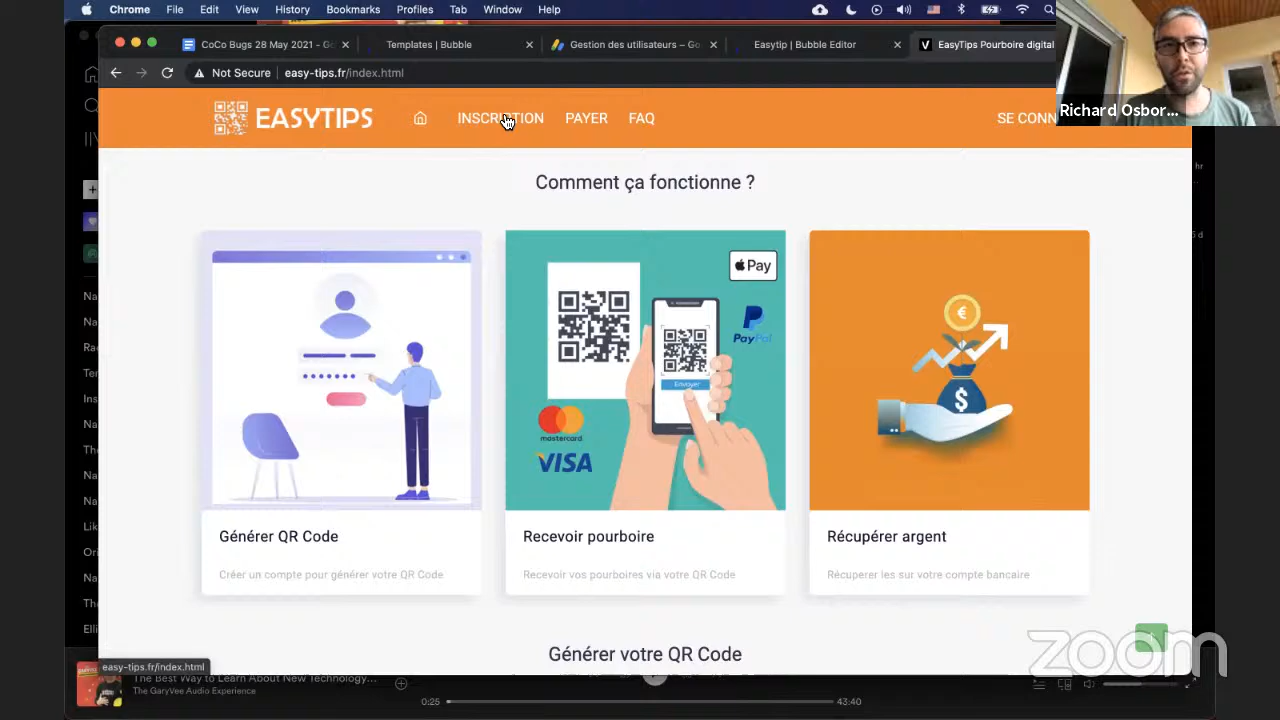 Chrome File Edit View History Bookmarks Profiles Tab Window Help
CoCo Bugs 28 May 2021 - Go
Templates | Bubble
Gestion des utilisateurs – Go
Easytip | Bubble Editor
EasyTips Pourboire digital
Not Secure easy-tips.fr/index.html
Richard Osbor...
EASYTIPS INSCRIPTION PAYER FAQ SE CONN
Comment ça fonctionne ?
Pay
PayPal
Envoyer
mastercard
VISA
€
$
Générer QR Code
Créer un compte pour générer votre QR Code
Recevoir pourboire
Recevoir vos pourboires via votre QR Code
Récupérer argent
Récuperer les sur votre compte bancaire
Générer votre QR Code
zoom
easy-tips.fr/index.html
The Best Way to Learn About New Technology...
The GaryVee Audio Experience
0:25
43:40